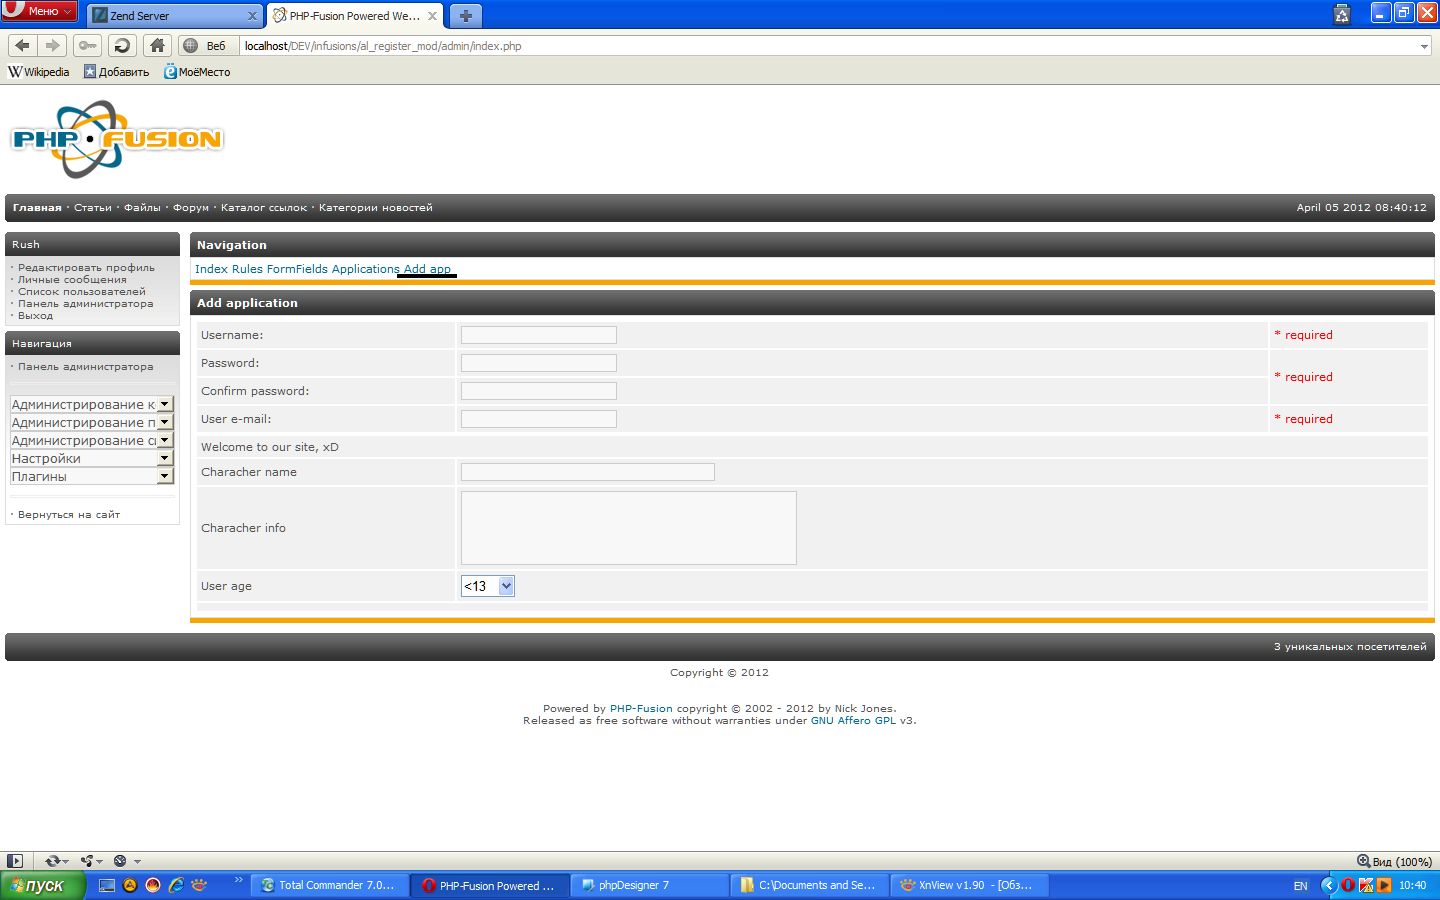 Меню
Zend Server
PHP-Fusion Powered We...
Веб
localhost/DEV/infusions/al_register_mod/admin/index.php
Wikipedia Добавить МоёМесто
PHP FUSION
Главная · Статьи · Файлы · Форум · Каталог ссылок · Категории новостей
April 05 2012 08:40:12
Rush
· Редактировать профиль
· Личные сообщения
· Список пользователей
· Панель администратора
· Выход
Навигация
· Панель администратора
Администрирование к
Администрирование п
Администрирование си
Настройки
Плагины
· Вернуться на сайт
Navigation
Index Rules FormFields Applications Add app
Add application
Username: * required
Password: * required
Confirm password:
User e-mail: * required
Welcome to our site, xD
Characher name
Characher info
User age <13
3 уникальных посетителей
Copyright © 2012
Powered by PHP-Fusion copyright © 2002 - 2012 by Nick Jones.
Released as free software without warranties under GNU Affero GPL v3.
Вид (100%)
пуск
Total Commander 7.0...
PHP-Fusion Powered ...
phpDesigner 7
C:\Documents and Se...
XnView v1.90 - [Обз...
EN
10:40